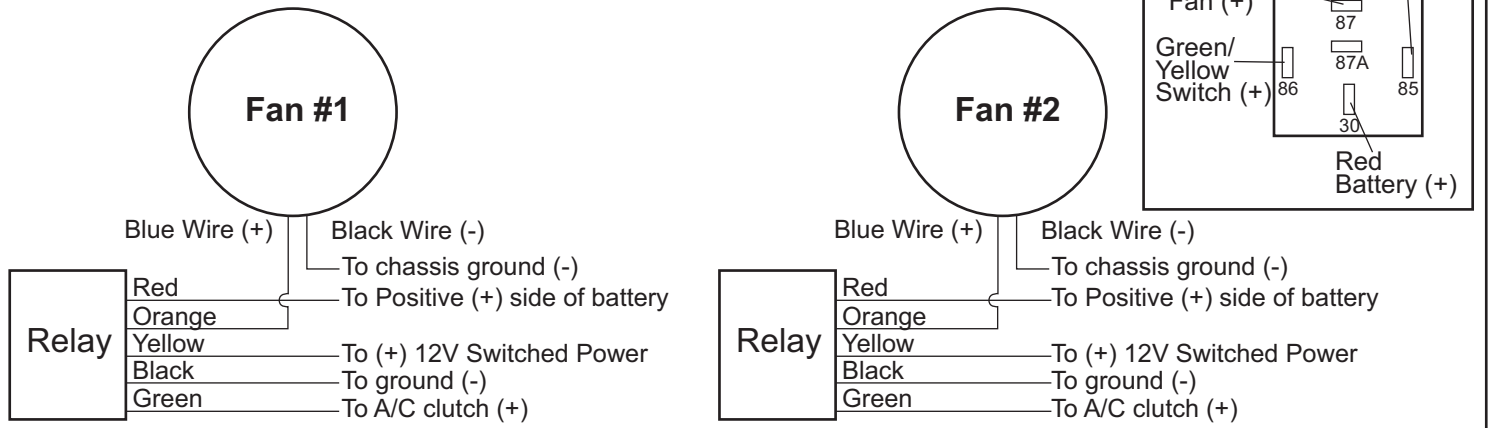 Fan #1
Blue Wire (+)
Black Wire (-)
To chassis ground (-)
Relay
Red
To Positive (+) side of battery
Orange
Yellow
To (+) 12V Switched Power
Black
To ground (-)
Green
To A/C clutch (+)
Fan #2
Blue Wire (+)
Black Wire (-)
To chassis ground (-)
Relay
Red
To Positive (+) side of battery
Orange
Yellow
To (+) 12V Switched Power
Black
To ground (-)
Green
To A/C clutch (+)
Fan (+)
87
Green/
Yellow
Switch (+)
87A
86
85
30
Red
Battery (+)